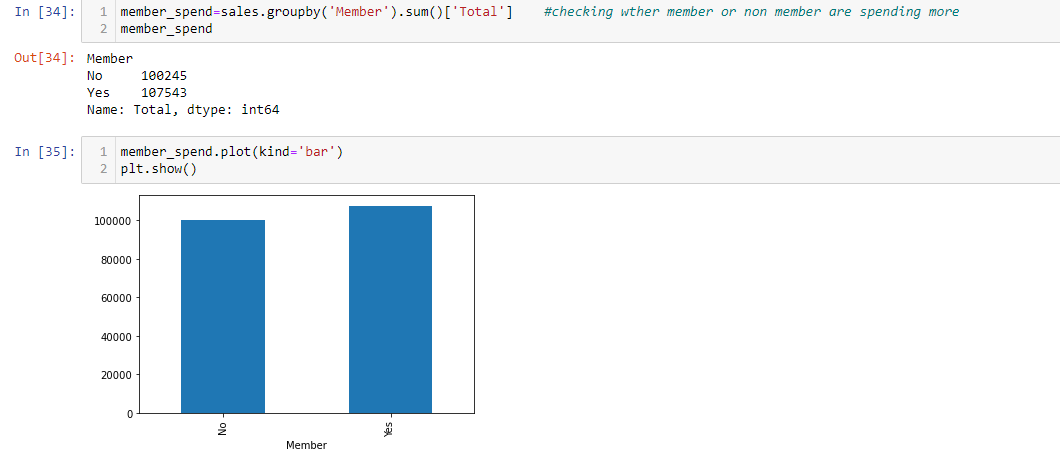 In [34]: 1 member_spend=sales.groupby('Member').sum()['Total'] #checking wther member or non member are spending more
2 member_spend
Out[34]: Member
No 100245
Yes 107543
Name: Total, dtype: int64
In [35]: 1 member_spend.plot(kind='bar')
2 plt.show()
100000
80000
60000
40000
20000
0
No Yes
Member